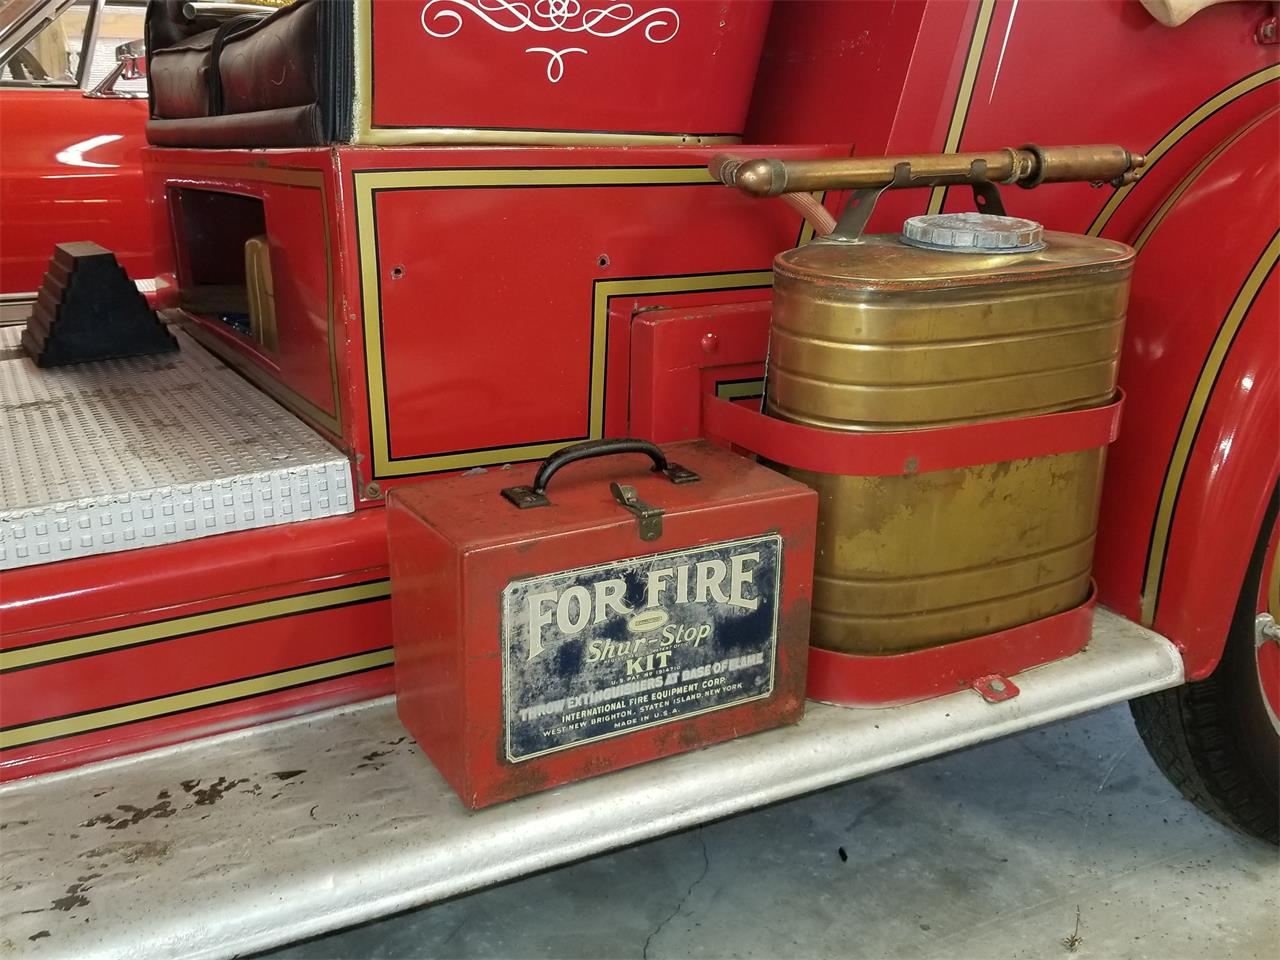 FOR FIRE
Shur-Stop
KIT
THROW EXTINGUISHERS AT BASE OF FLAME
INTERNATIONAL FIRE EQUIPMENT CORP.
WEST NEW BRIGHTON, STATEN ISLAND, NEW YORK
MADE IN U.S.A.